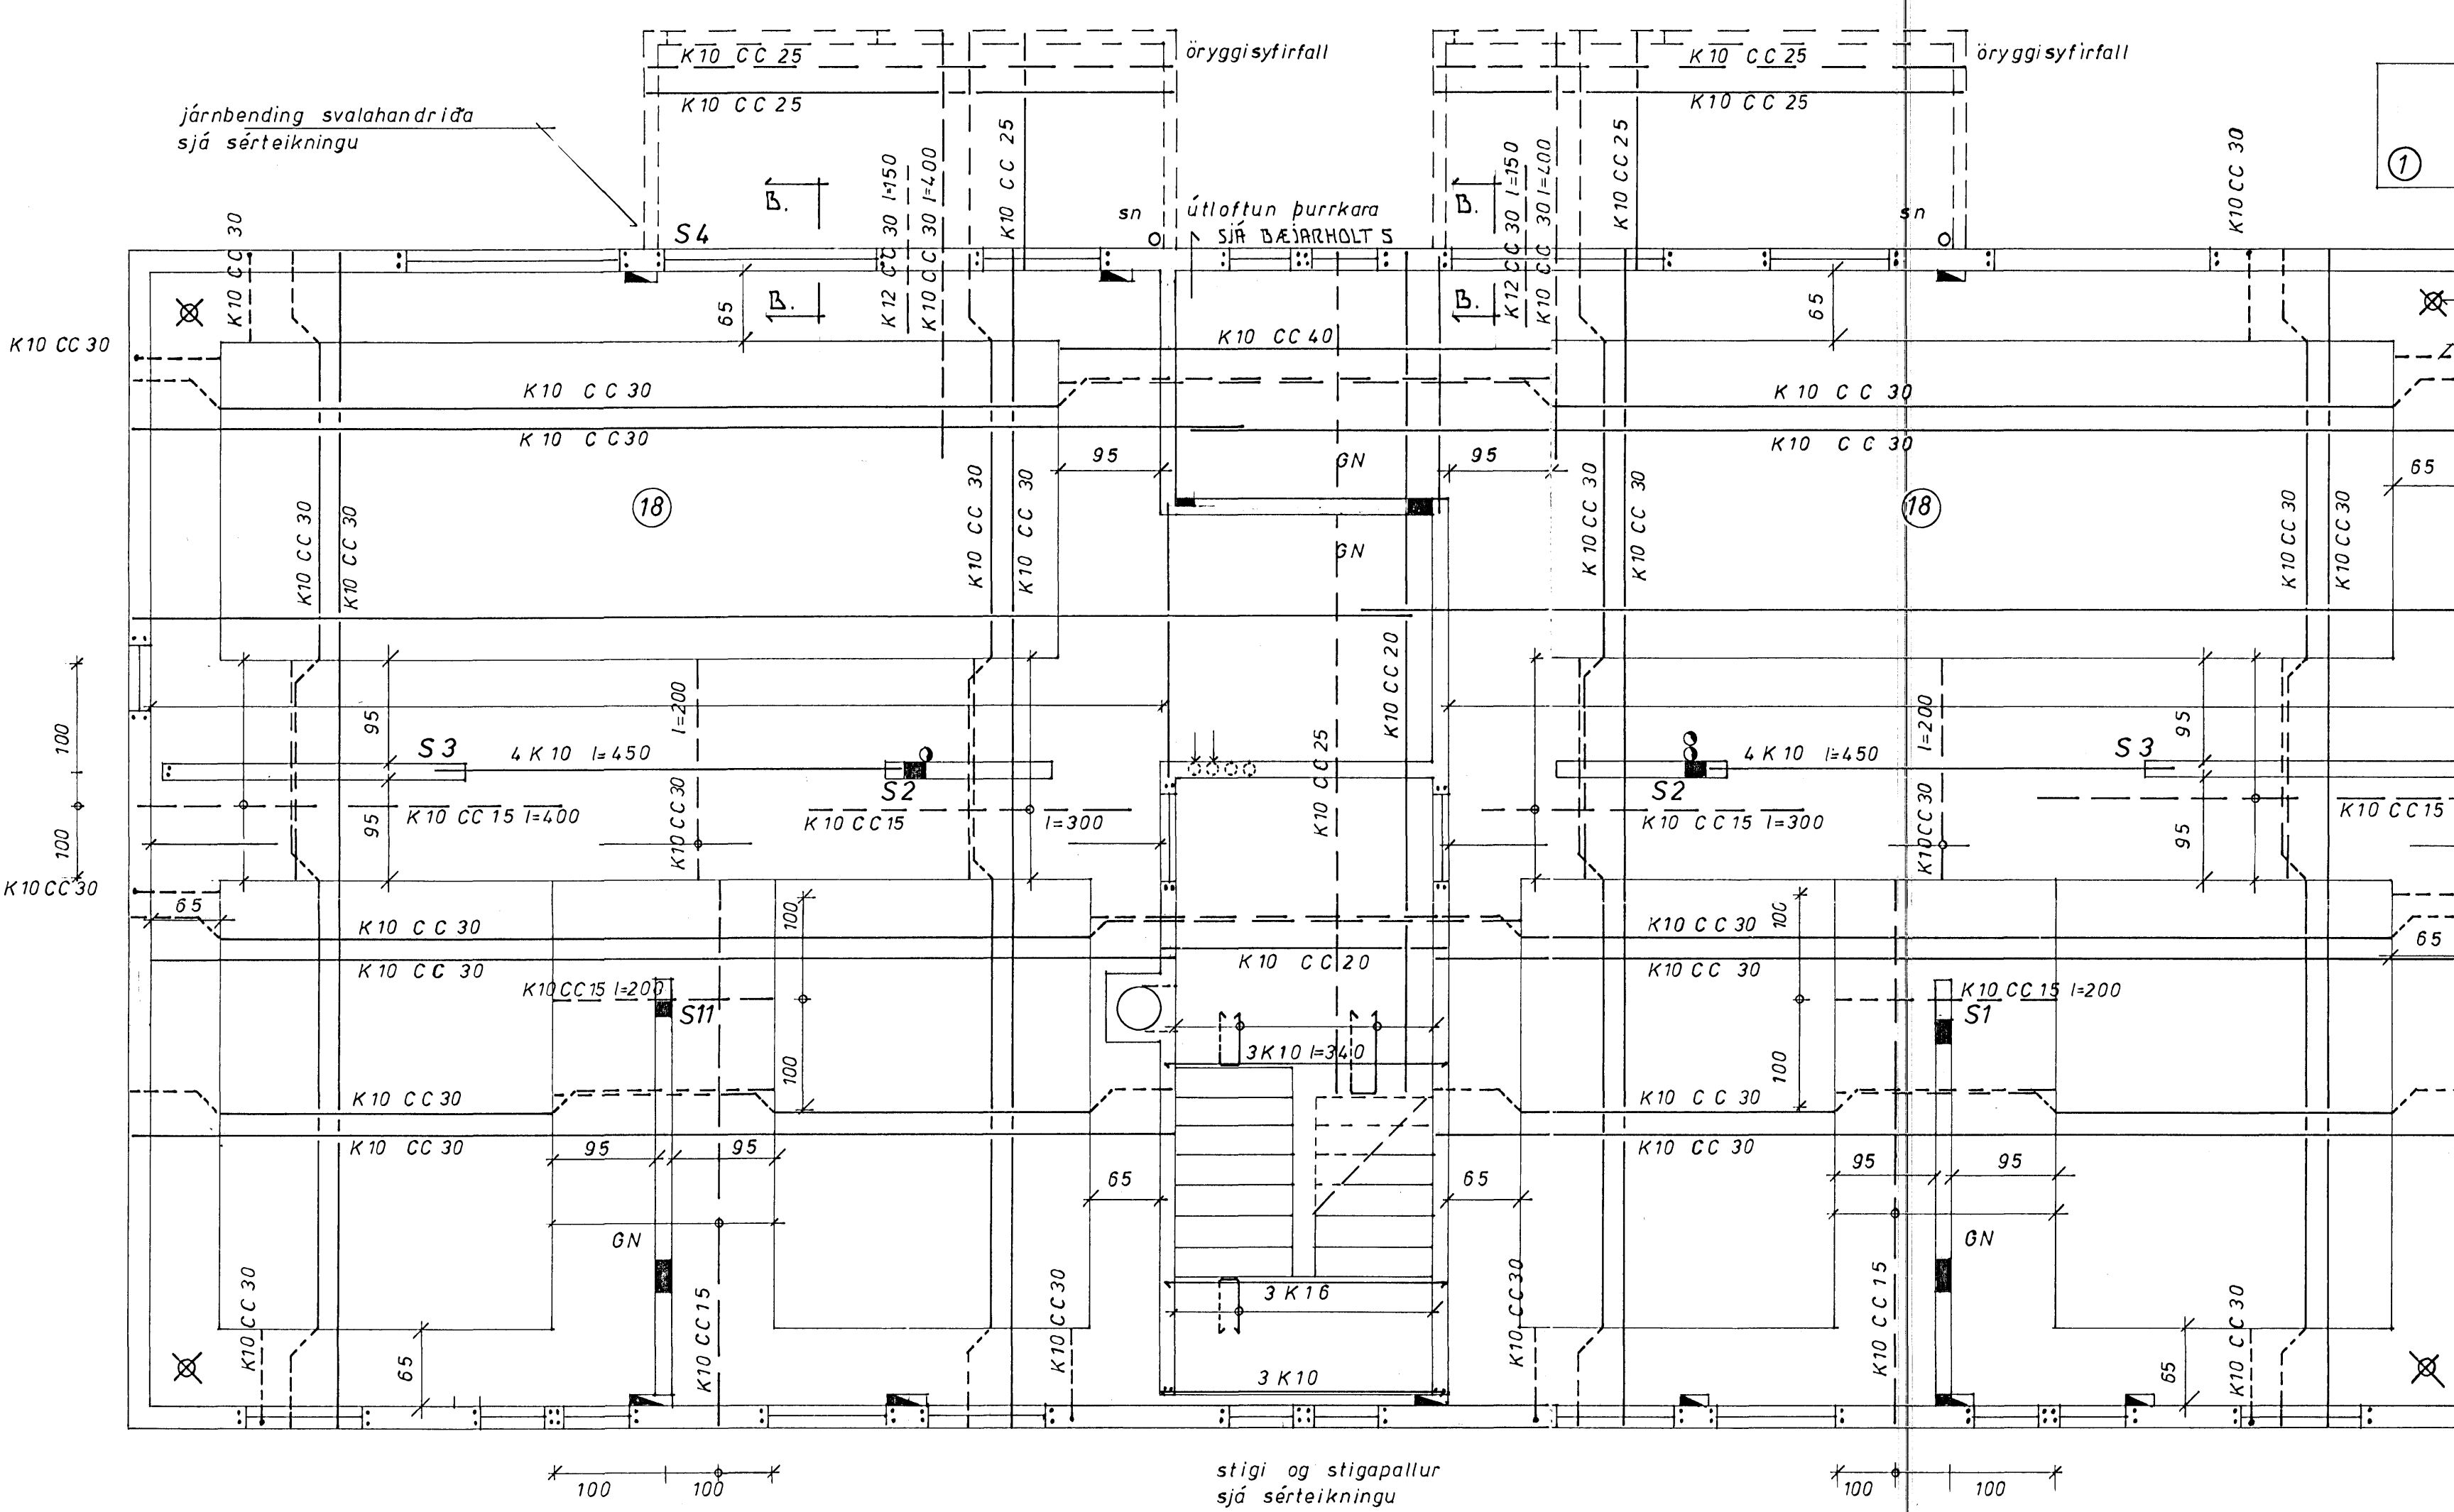 K10 CC 25
öryggisyfirfall
K10 CC 25
öryggisyfirfall
K10 CC 25
K10 CC 25
járnbending svalahandriða
sjá sérteikningu
K10 CC 25
K10 CC 25
K10 CC 30
1
K12 CC 30 l=150
K10 CC 30 l=400
K12 CC 30 l=150
K10 CC 30 l=400
B.
B.
sn
útloftun þurrkara
SJÁ BÆJARHOLT 5
sn
K10 CC 30
S4
B.
B.
65
65
K10 CC 30
K10 CC 40
K10 CC 30
K10 CC 30
K10 CC 30
K10 CC 30
95
GN
95
65
18
18
K10 CC 30
K10 CC 30
K10 CC 30
K10 CC 30
K10 CC 30
K10 CC 30
K10 CC 30
K10 CC 30
GN
K10 CC 20
100
95
l=200
l=200
95
S3
4 K10 l=450
4 K10 l=450
S3
S2
S2
K10 CC 25
K10 CC 15 l=400
K10 CC 15
l=300
K10 CC 15 l=300
K10 CC 15
100
95
K10 CC 30
K10 CC 30
95
K10 CC 30
65
100
100
K10 CC 30
K10 CC 30
65
K10 CC 30
K10 CC 20
K10 CC 30
K10 CC 15 l=200
K10 CC 15 l=200
S11
S1
3 K10 l=340
100
100
K10 CC 30
K10 CC 30
K10 CC 30
K10 CC 30
95
95
95
95
65
65
GN
GN
K10 CC 30
K10 CC 15
K10 CC 30
3 K16
K10 CC 30
K10 CC 15
K10 CC 30
65
65
3 K10
stigi og stigapallur
sjá sérteikningu
100
100
100
100